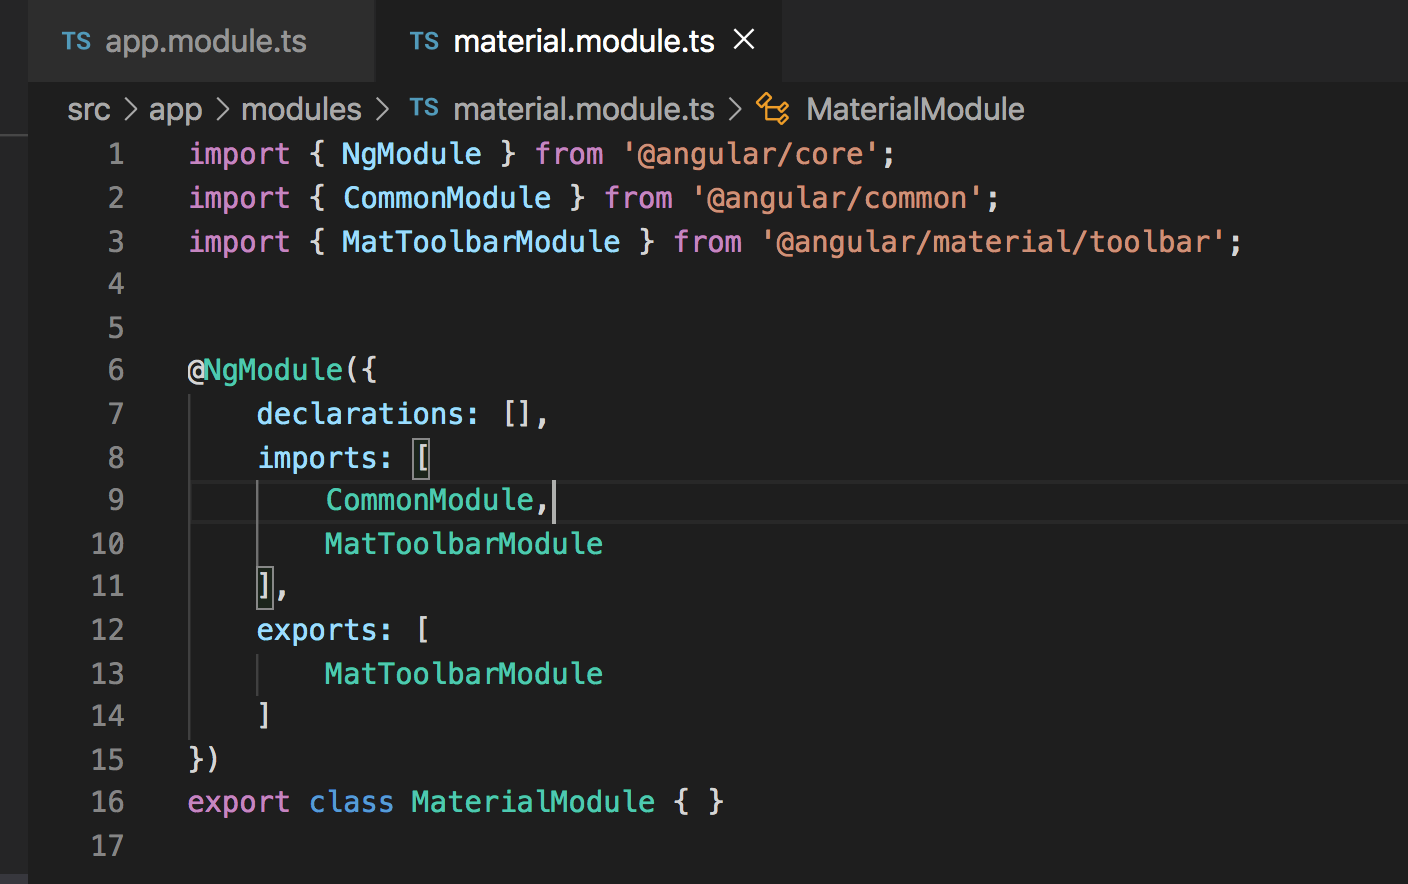 TS app.module.ts TS material.module.ts
src > app > modules > TS material.module.ts > MaterialModule
1 import { NgModule } from '@angular/core';
2 import { CommonModule } from '@angular/common';
3 import { MatToolbarModule } from '@angular/material/toolbar';
4
5
6 @NgModule({
7 declarations: [],
8 imports: [
9 CommonModule,
10 MatToolbarModule
11 ],
12 exports: [
13 MatToolbarModule
14 ]
15 })
16 export class MaterialModule { }
17